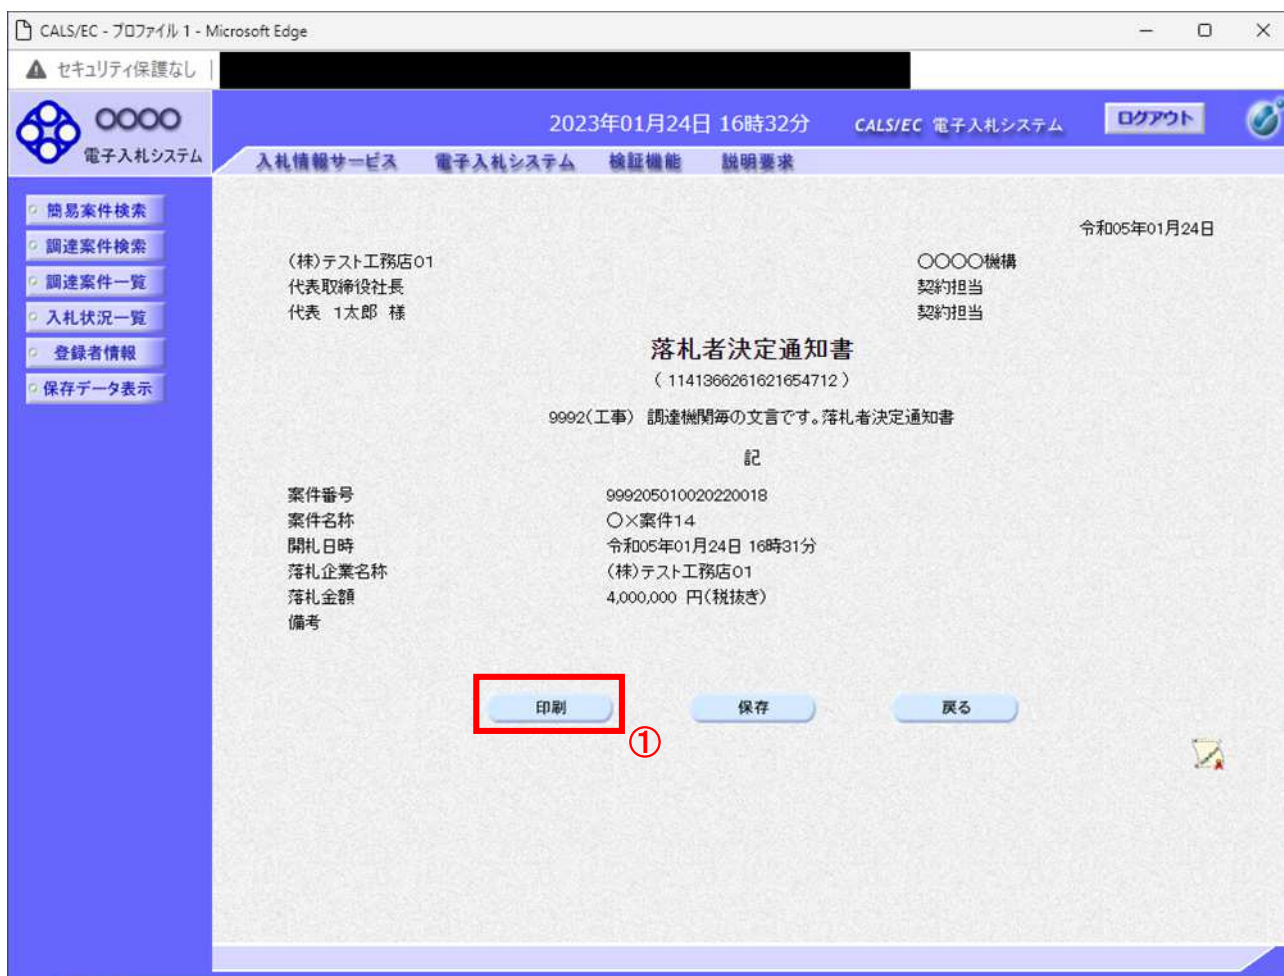 CALS/EC - プロファイル 1 - Microsoft Edge
セキュリティ保護なし
〇〇〇〇
電子入札システム
2023年01月24日 16時32分
CALS/EC 電子入札システム
ログアウト
入札情報サービス 電子入札システム 検証機能 説明要求
簡易案件検索
調達案件検索
調達案件一覧
入札状況一覧
登録者情報
保存データ表示
令和05年01月24日
(株)テスト工務店01
代表取締役社長
代表 1太郎 様
〇〇〇〇機構
契約担当
契約担当
落札者決定通知書
( 1141366261621654712 )
9992(工事) 調達機関毎の文言です。落札者決定通知書
記
案件番号 999205010020220018
案件名称 〇×案件14
開札日時 令和05年01月24日 16時31分
落札企業名称 (株)テスト工務店01
落札金額 4,000,000 円(税抜き)
備考
印刷 保存 戻る
①